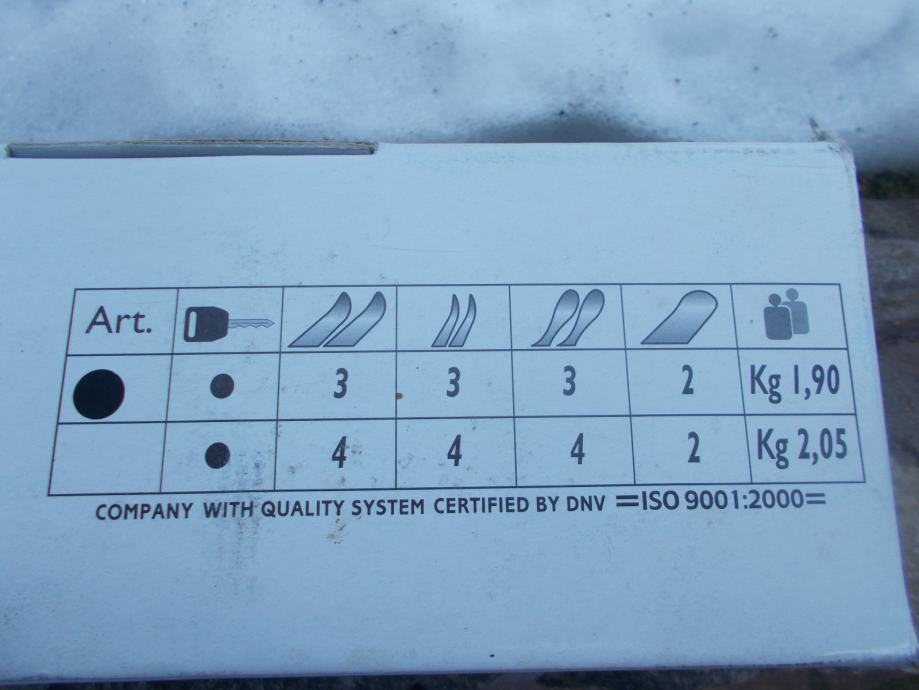 Art.
3 3 3 2 Kg 1,90
4 4 4 2 Kg 2,05
COMPANY WITH QUALITY SYSTEM CERTIFIED BY DNV =ISO 9001:2000=